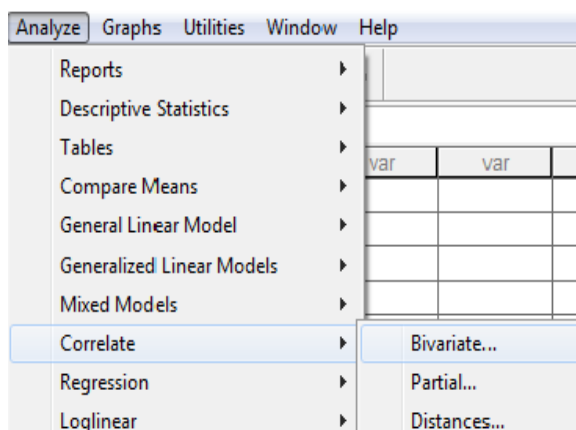 Analyze Graphs Utilities Window Help
Reports
Descriptive Statistics
Tables
var var
Compare Means
General Linear Model
Generalized Linear Models
Mixed Models
Correlate
Bivariate...
Regression
Partial...
Loglinear
Distances...